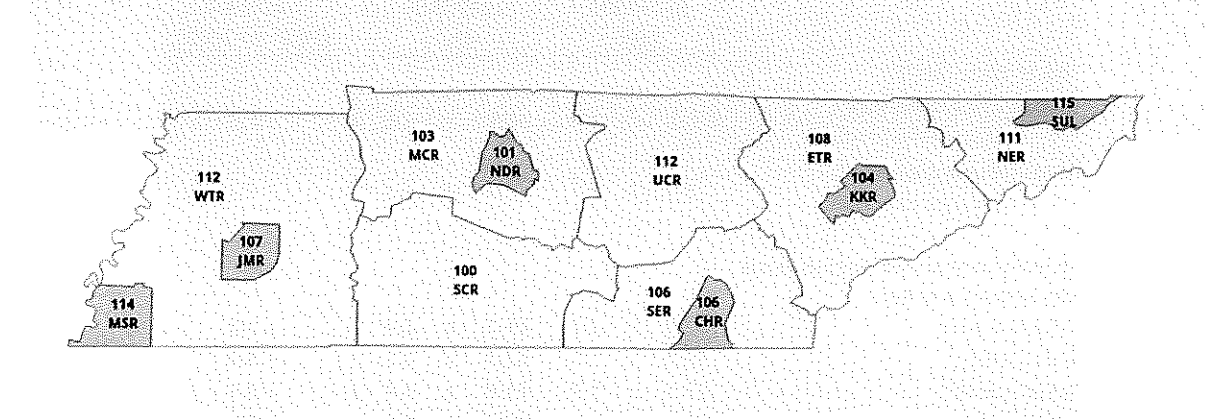 115
SUL
103
MCR
101
NDR
108
ETR
111
NER
112
UCR
112
WTR
104
KKR
107
JMR
100
SCR
106
SER
106
CHR
114
MSR